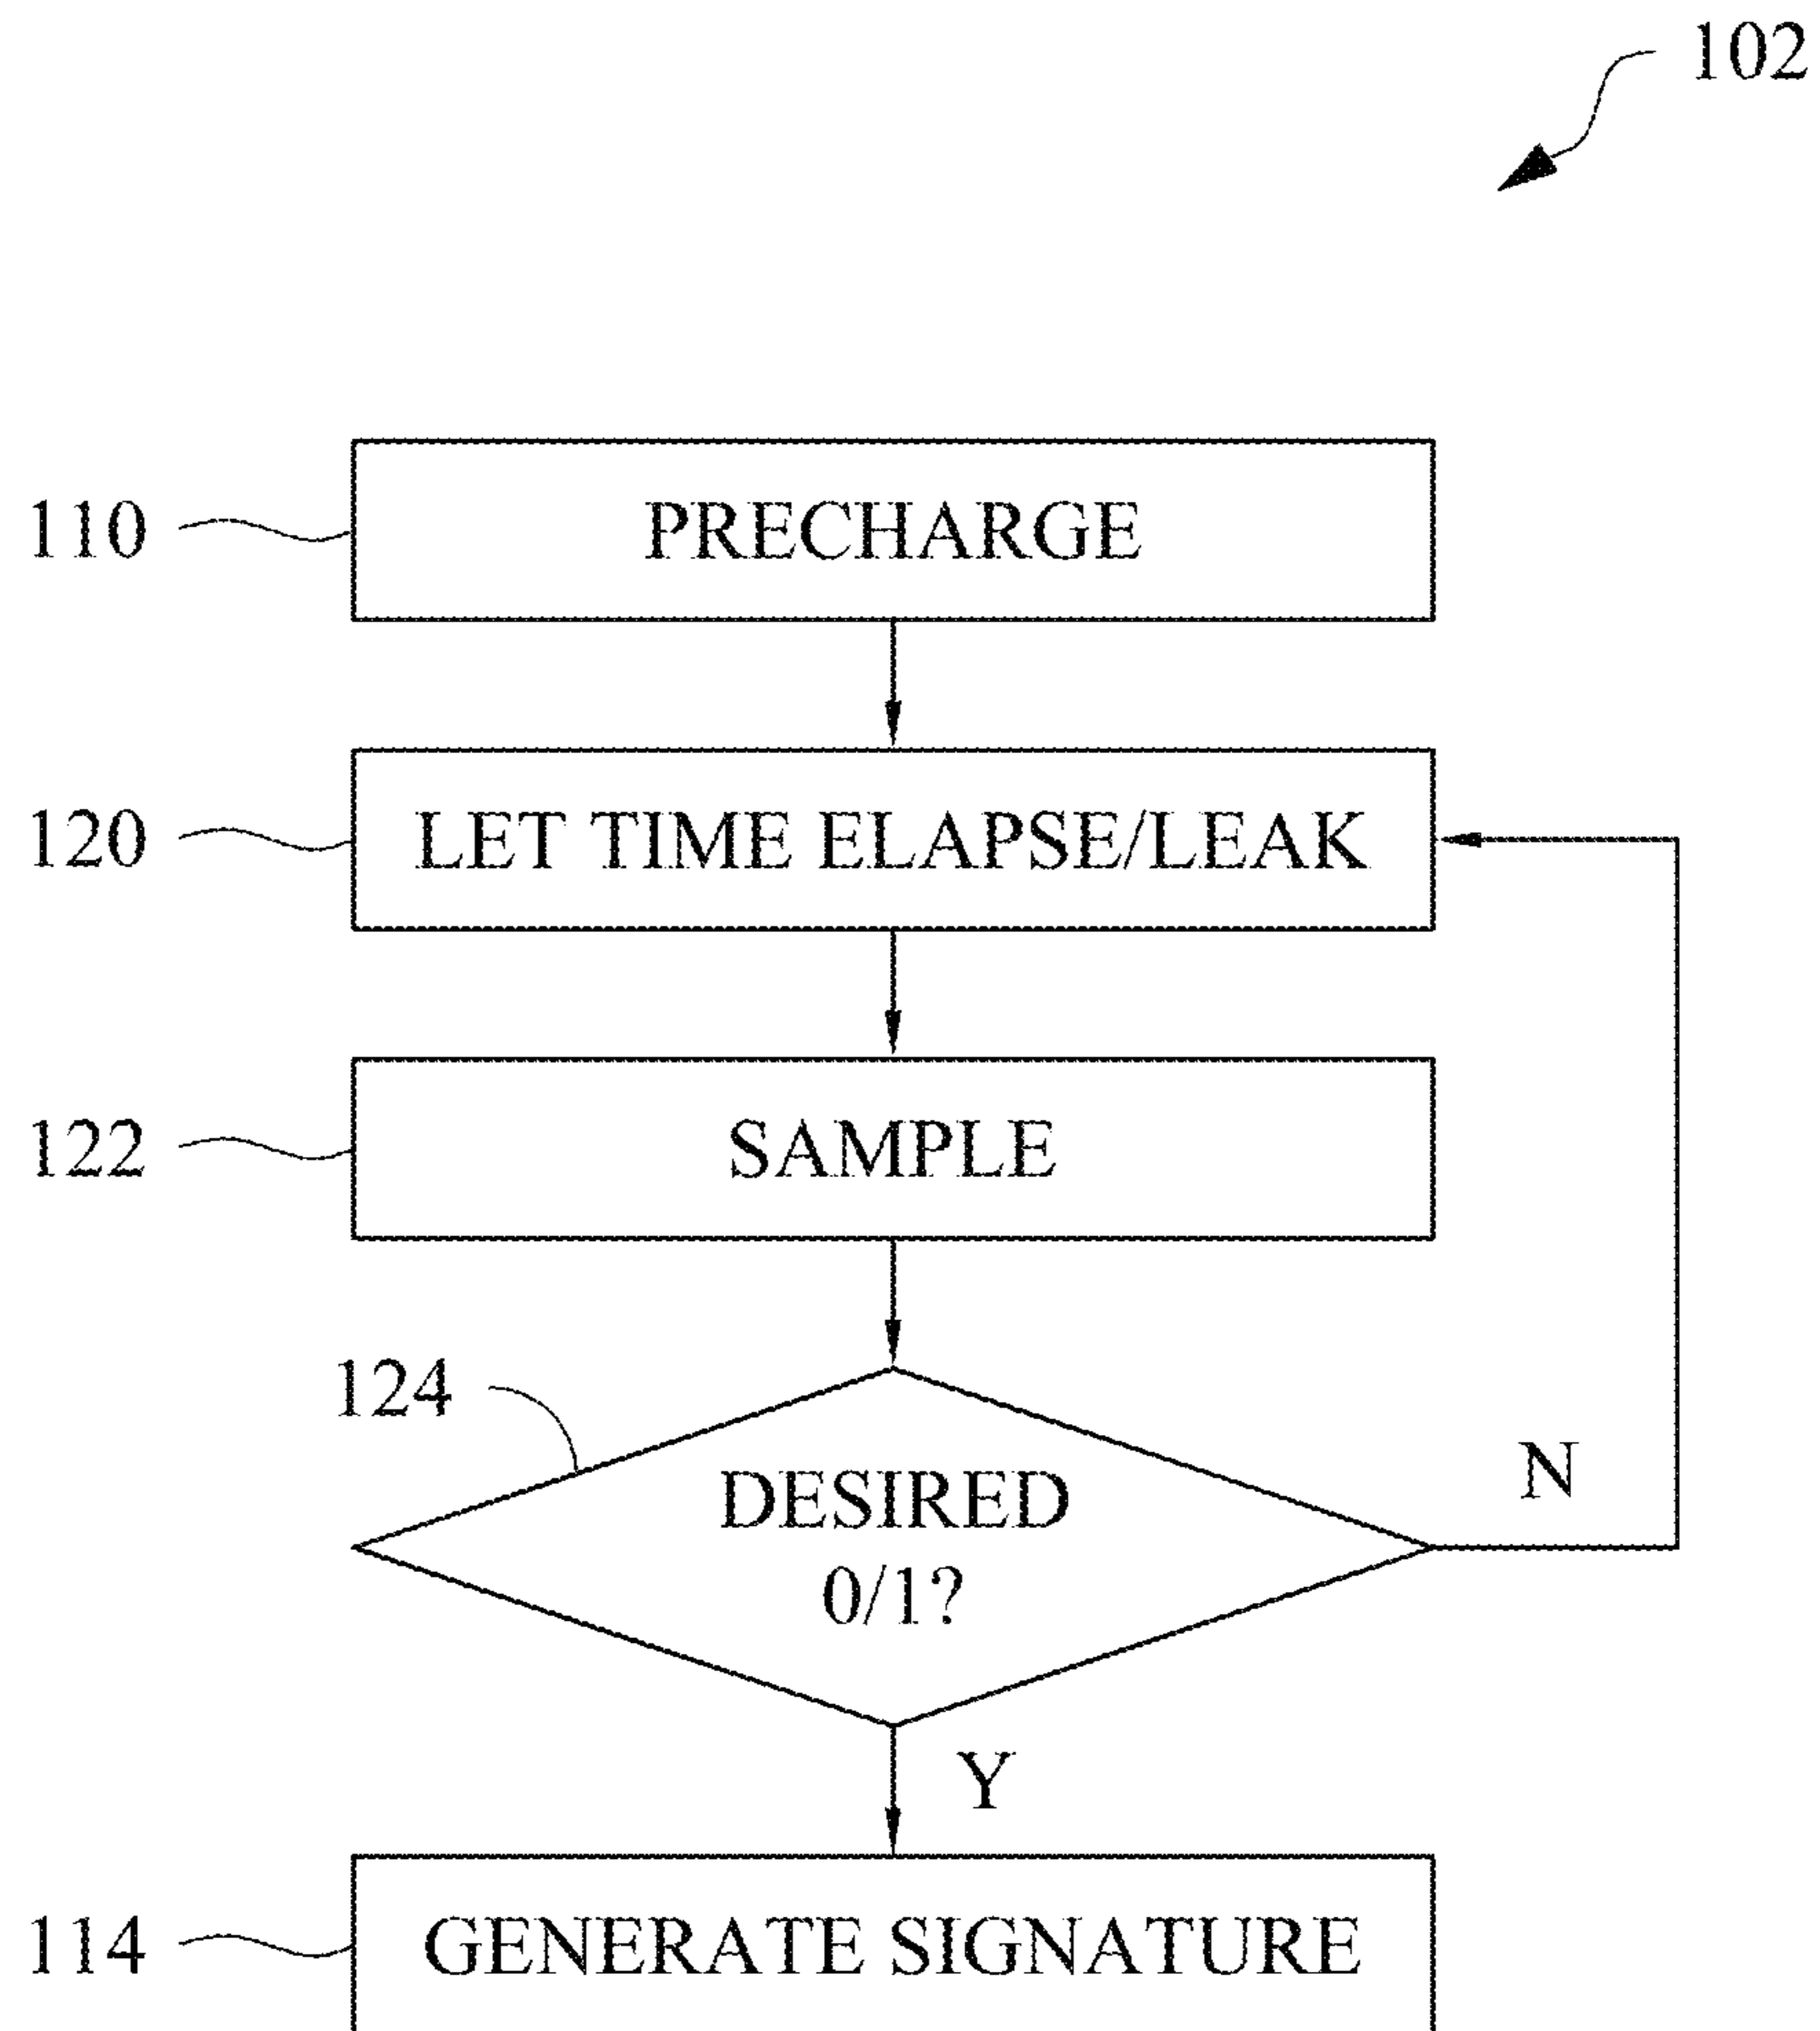 102
110 PRECHARGE
120 LET TIME ELAPSE/LEAK
122 SAMPLE
124
DESIRED
0/1?
N
Y
114 GENERATE SIGNATURE